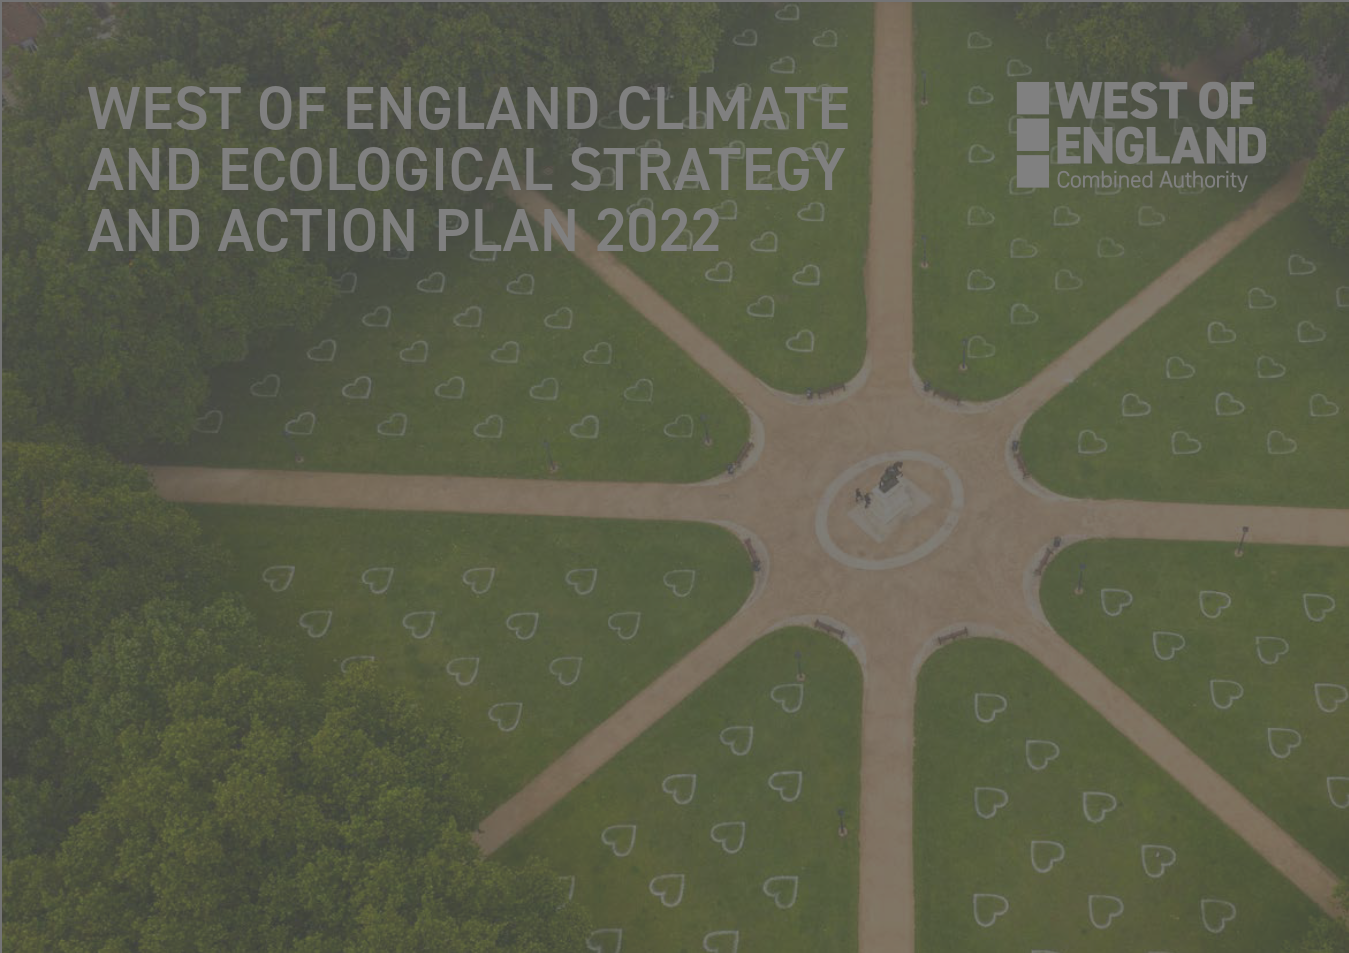 WEST OF ENGLAND CLIMATE
AND ECOLOGICAL STRATEGY
AND ACTION PLAN 2022
WEST OF
ENGLAND
Combined Authority